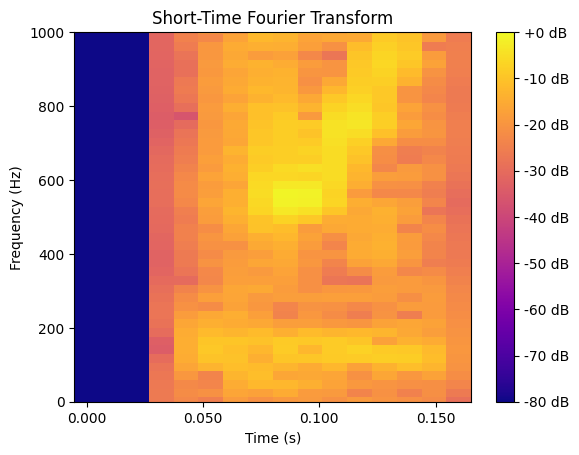 Short-Time Fourier Transform
1000
800
600
400
200
0
Frequency (Hz)
0.000
0.050
0.100
0.150
Time (s)
+0 dB
-10 dB
-20 dB
-30 dB
-40 dB
-50 dB
-60 dB
-70 dB
-80 dB